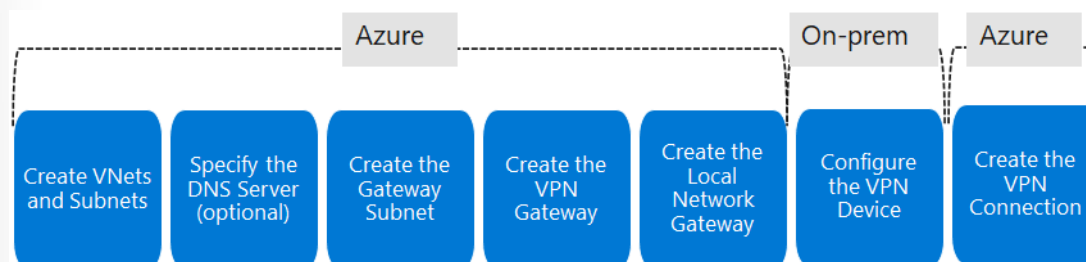 Azure
On-prem
Azure
Create VNets
and Subnets
Specify the
DNS Server
(optional)
Create the
Gateway
Subnet
Create the
VPN
Gateway
Create the
Local
Network
Gateway
Configure
the VPN
Device
Create the
VPN
Connection